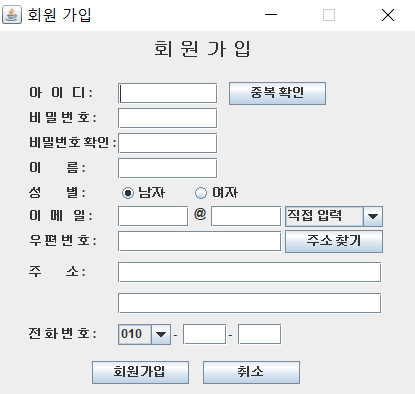 회원 가입
회 원 가 입
아 이 디 : 중복 확인
비 밀 번 호 :
비밀번호 확인 :
이 름 :
성 별 : 남자 여자
이 메 일 : @ 직접 입력
우 편 번 호 : 주소 찾기
주 소 :
전 화 번 호 : 010 - -
회원가입 취소